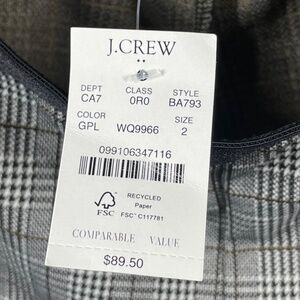 J.CREW
DEPT CLASS STYLE
CA7 0R0 BA793
COLOR SIZE
GPL WQ9966 2
099106347116
FSC
RECYCLED
Paper
FSC™ C117781
COMPARABLE VALUE
$89.50